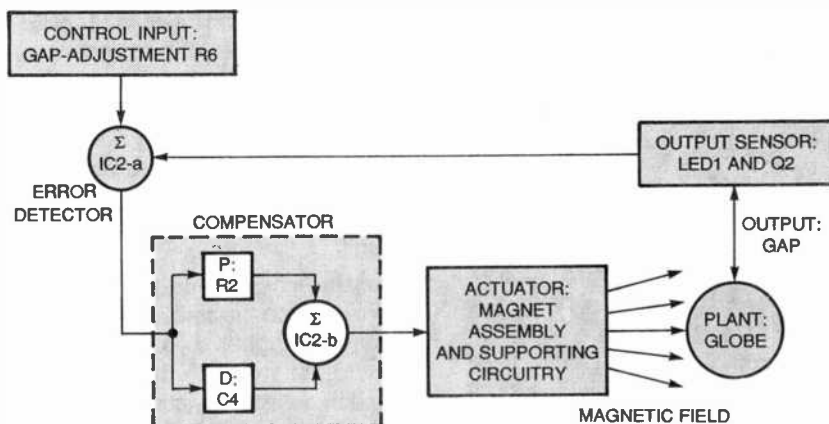 CONTROL INPUT:
GAP-ADJUSTMENT R6
Σ
IC2-a
ERROR
DETECTOR
OUTPUT SENSOR:
LED1 AND Q2
OUTPUT:
GAP
COMPENSATOR
P:
R2
Σ
IC2-b
D:
C4
ACTUATOR:
MAGNET
ASSEMBLY
AND SUPPORTING
CIRCUITRY
PLANT:
GLOBE
MAGNETIC FIELD